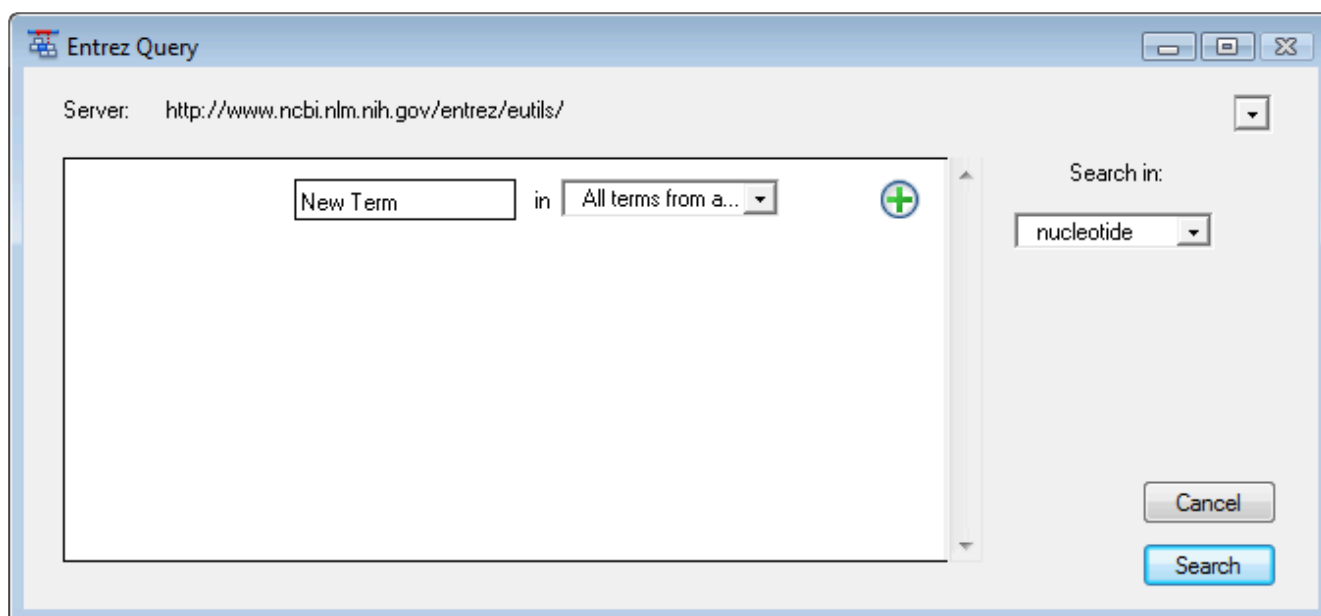 Entrez Query
Server: http://www.ncbi.nlm.nih.gov/entrez/eutils/
Search in:
New Term in All terms from a...
nucleotide
Cancel
Search